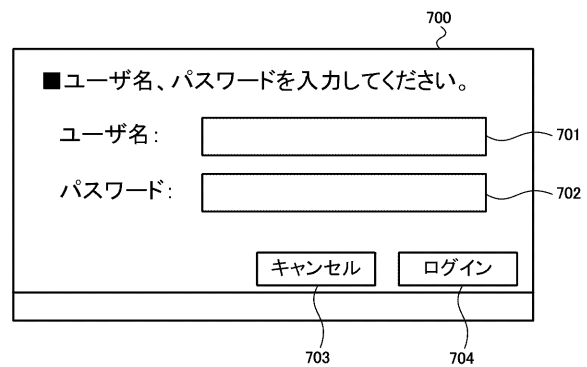 700
■ユーザ名、パスワードを入力してください。
ユーザ名:
701
パスワード:
702
キャンセル
ログイン
703
704